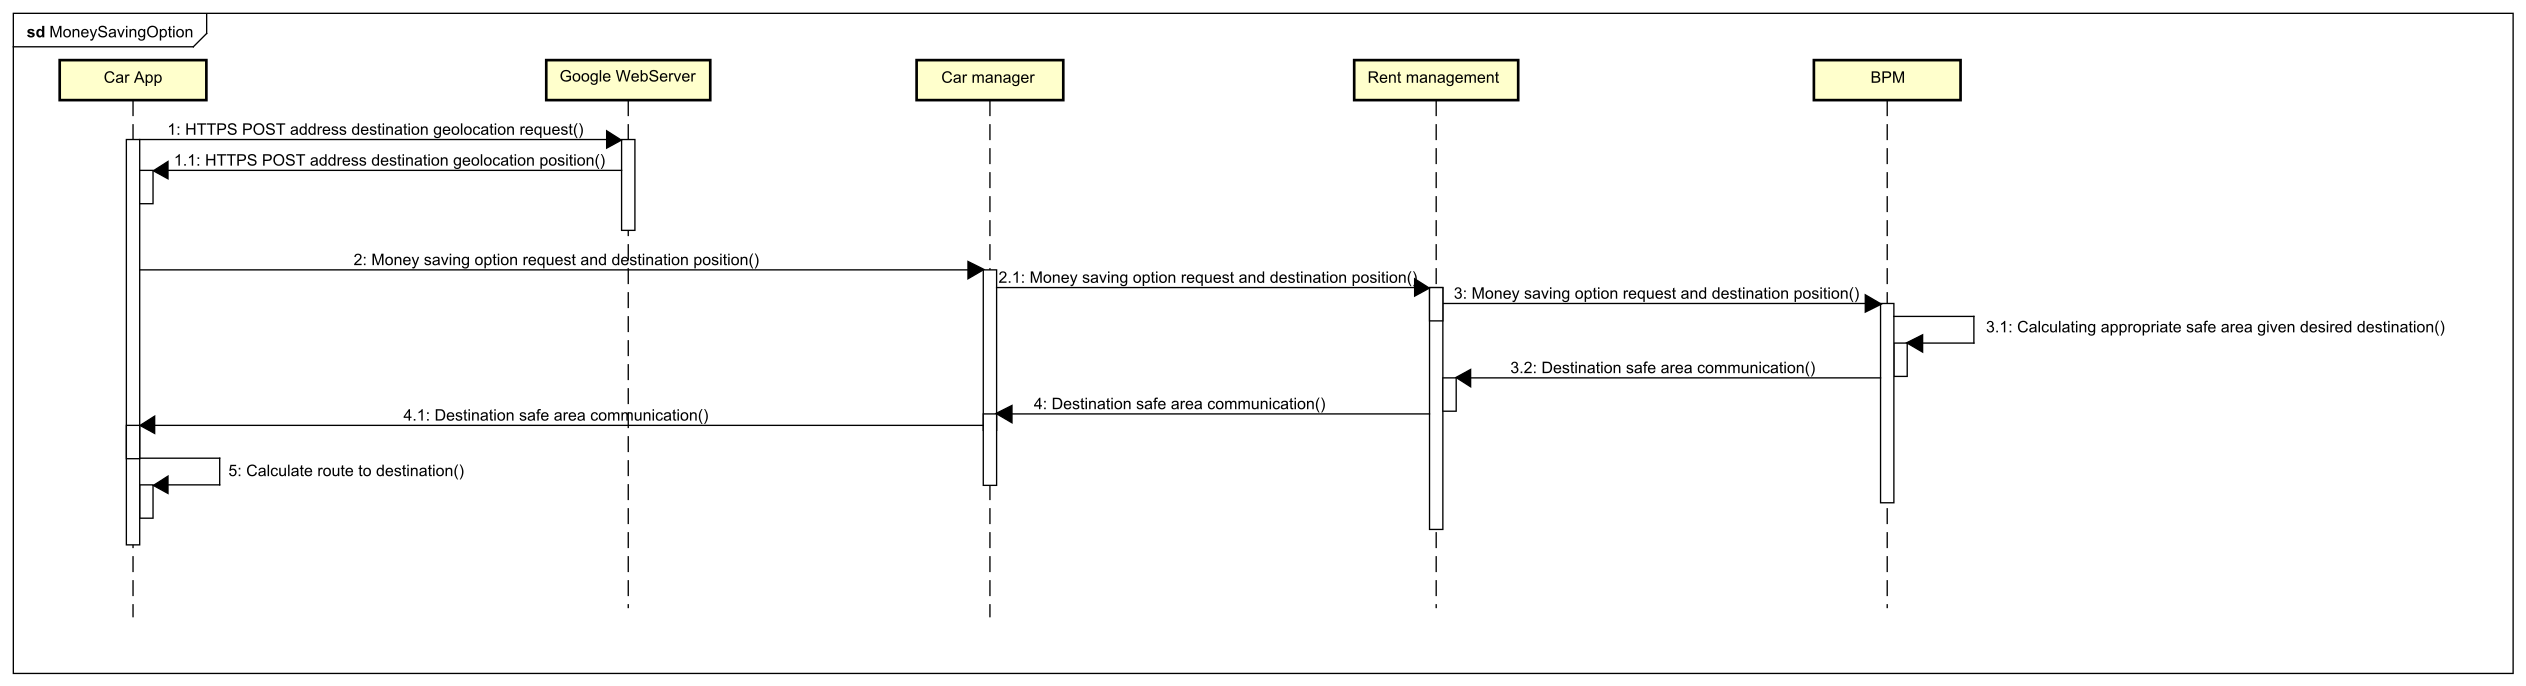 sd MoneySavingOption
Car App
Google WebServer
Car manager
Rent management
BPM
1: HTTPS POST address destination geolocation request()
1.1: HTTPS POST address destination geolocation position()
2: Money saving option request and destination position()
2.1: Money saving option request and destination position()
3: Money saving option request and destination position()
3.1: Calculating appropriate safe area given desired destination()
3.2: Destination safe area communication()
4: Destination safe area communication()
4.1: Destination safe area communication()
5: Calculate route to destination()